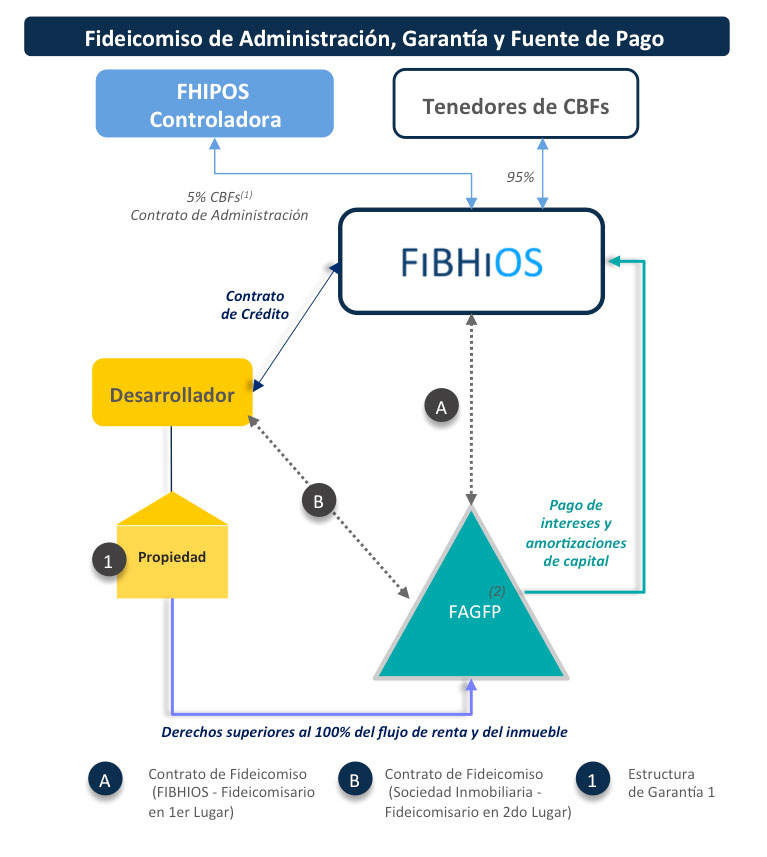 Fideicomiso de Administración, Garantía y Fuente de Pago
FHIPOS
Controladora
Tenedores de CBFs
5% CBFs(1)
Contrato de Administración
95%
FiBHiOS
Contrato
de Crédito
Desarrollador
A
B
Pago de
intereses y
amortizaciones
de capital
1
Propiedad
(2)
FAGFP
Derechos superiores al 100% del flujo de renta y del inmueble
A
Contrato de Fideicomiso
(FIBHIOS - Fideicomisario
en 1er Lugar)
B
Contrato de Fideicomiso
(Sociedad Inmobiliaria -
Fideicomisario en 2do Lugar)
1
Estructura
de Garantía 1